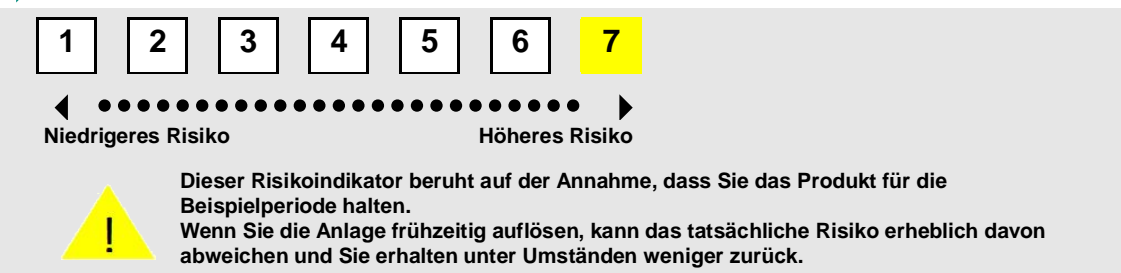 1 2 3 4 5 6 7
Niedrigeres Risiko Höheres Risiko
Dieser Risikoindikator beruht auf der Annahme, dass Sie das Produkt für die
Beispielperiode halten.
Wenn Sie die Anlage frühzeitig auflösen, kann das tatsächliche Risiko erheblich davon
abweichen und Sie erhalten unter Umständen weniger zurück.
!